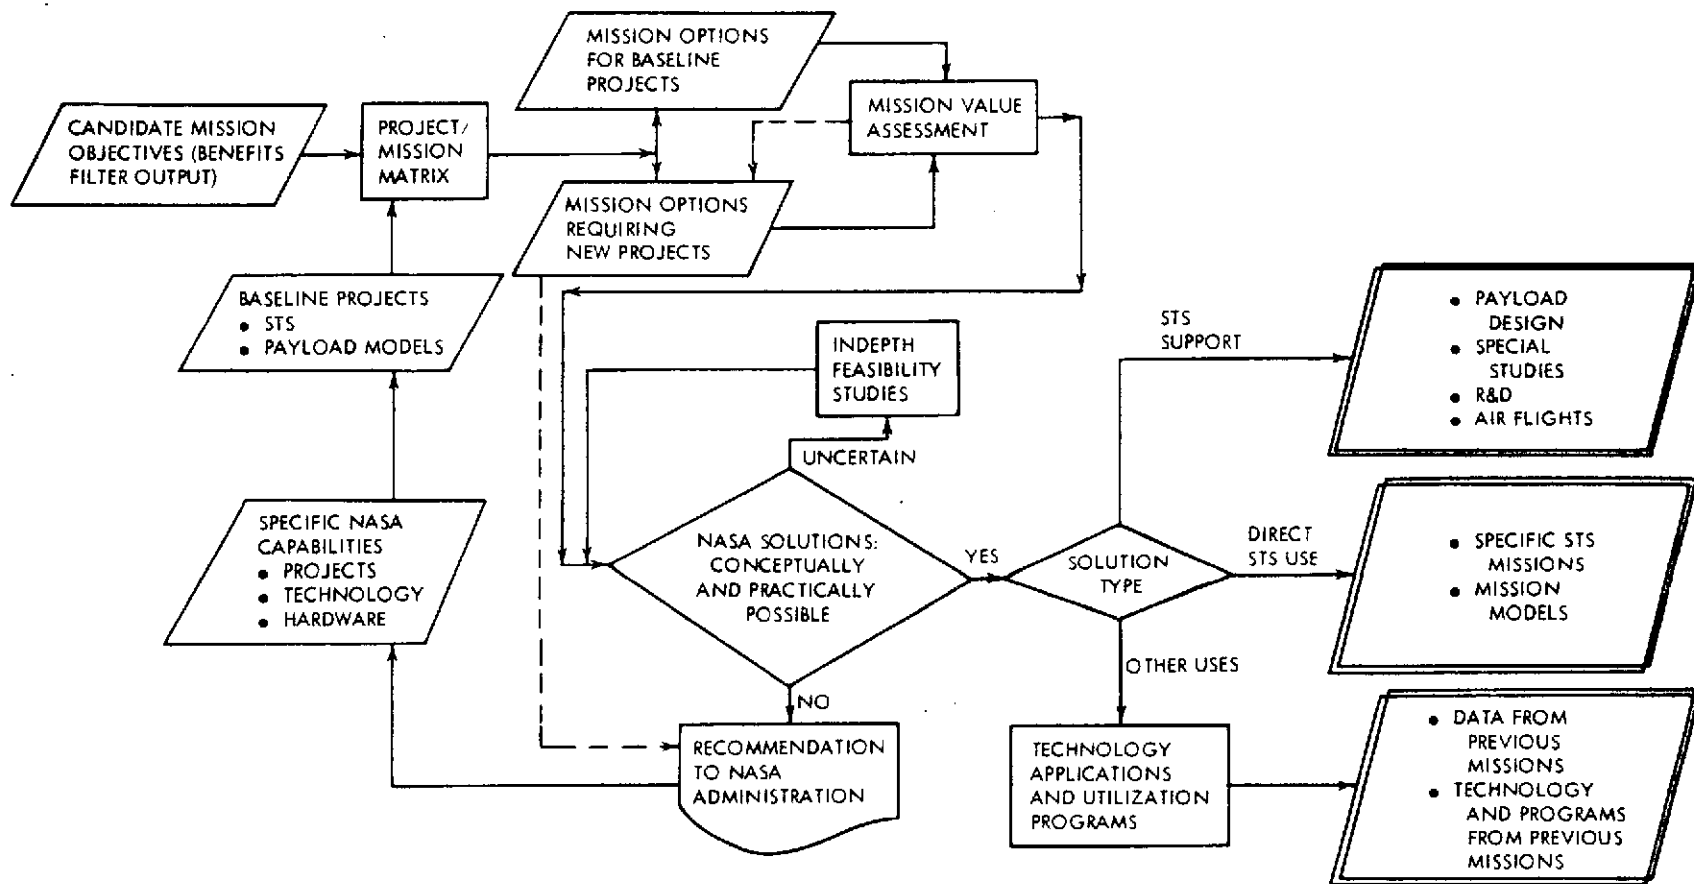 MISSION OPTIONS
FOR BASELINE
PROJECTS
CANDIDATE MISSION
OBJECTIVES (BENEFITS
FILTER OUTPUT)
PROJECT/
MISSION
MATRIX
MISSION VALUE
ASSESSMENT
MISSION OPTIONS
REQUIRING
NEW PROJECTS
BASELINE PROJECTS
• STS
• PAYLOAD MODELS
INDEPTH
FEASIBILITY
STUDIES
STS
SUPPORT
• PAYLOAD
DESIGN
• SPECIAL
STUDIES
• R&D
• AIR FLIGHTS
UNCERTAIN
SPECIFIC NASA
CAPABILITIES
• PROJECTS
• TECHNOLOGY
• HARDWARE
NASA SOLUTIONS:
CONCEPTUALLY
AND PRACTICALLY
POSSIBLE
YES
SOLUTION
TYPE
DIRECT
STS USE
• SPECIFIC STS
MISSIONS
• MISSION
MODELS
OTHER USES
NO
RECOMMENDATION
TO NASA
ADMINISTRATION
TECHNOLOGY
APPLICATIONS
AND UTILIZATION
PROGRAMS
• DATA FROM
PREVIOUS
MISSIONS
• TECHNOLOGY
AND PROGRAMS
FROM PREVIOUS
MISSIONS